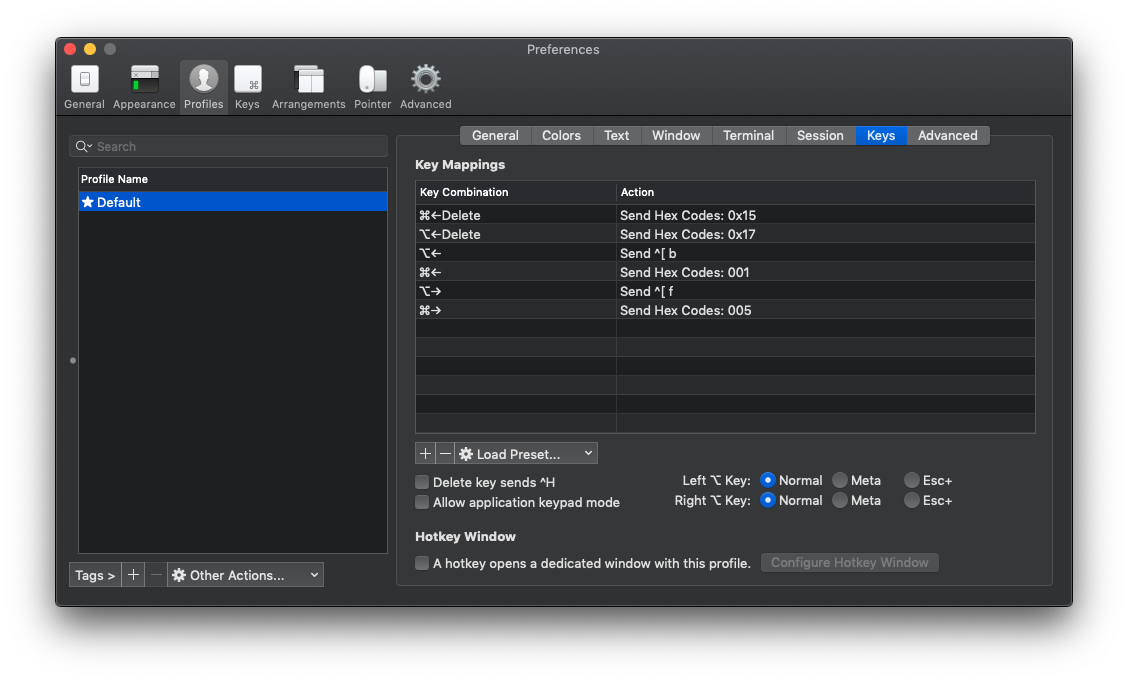 Preferences
General Appearance Profiles Keys Arrangements Pointer Advanced
Search
Profile Name
★ Default
Tags > + — Other Actions...
General Colors Text Window Terminal Session Keys Advanced
Key Mappings
Key Combination Action
⌘←Delete Send Hex Codes: 0x15
⌥←Delete Send Hex Codes: 0x17
⌥← Send ^[ b
⌘← Send Hex Codes: 001
⌥→ Send ^[ f
⌘→ Send Hex Codes: 005
+ — Load Preset...
Delete key sends ^H
Allow application keypad mode
Left ⌥ Key: Normal Meta Esc+
Right ⌥ Key: Normal Meta Esc+
Hotkey Window
A hotkey opens a dedicated window with this profile. Configure Hotkey Window